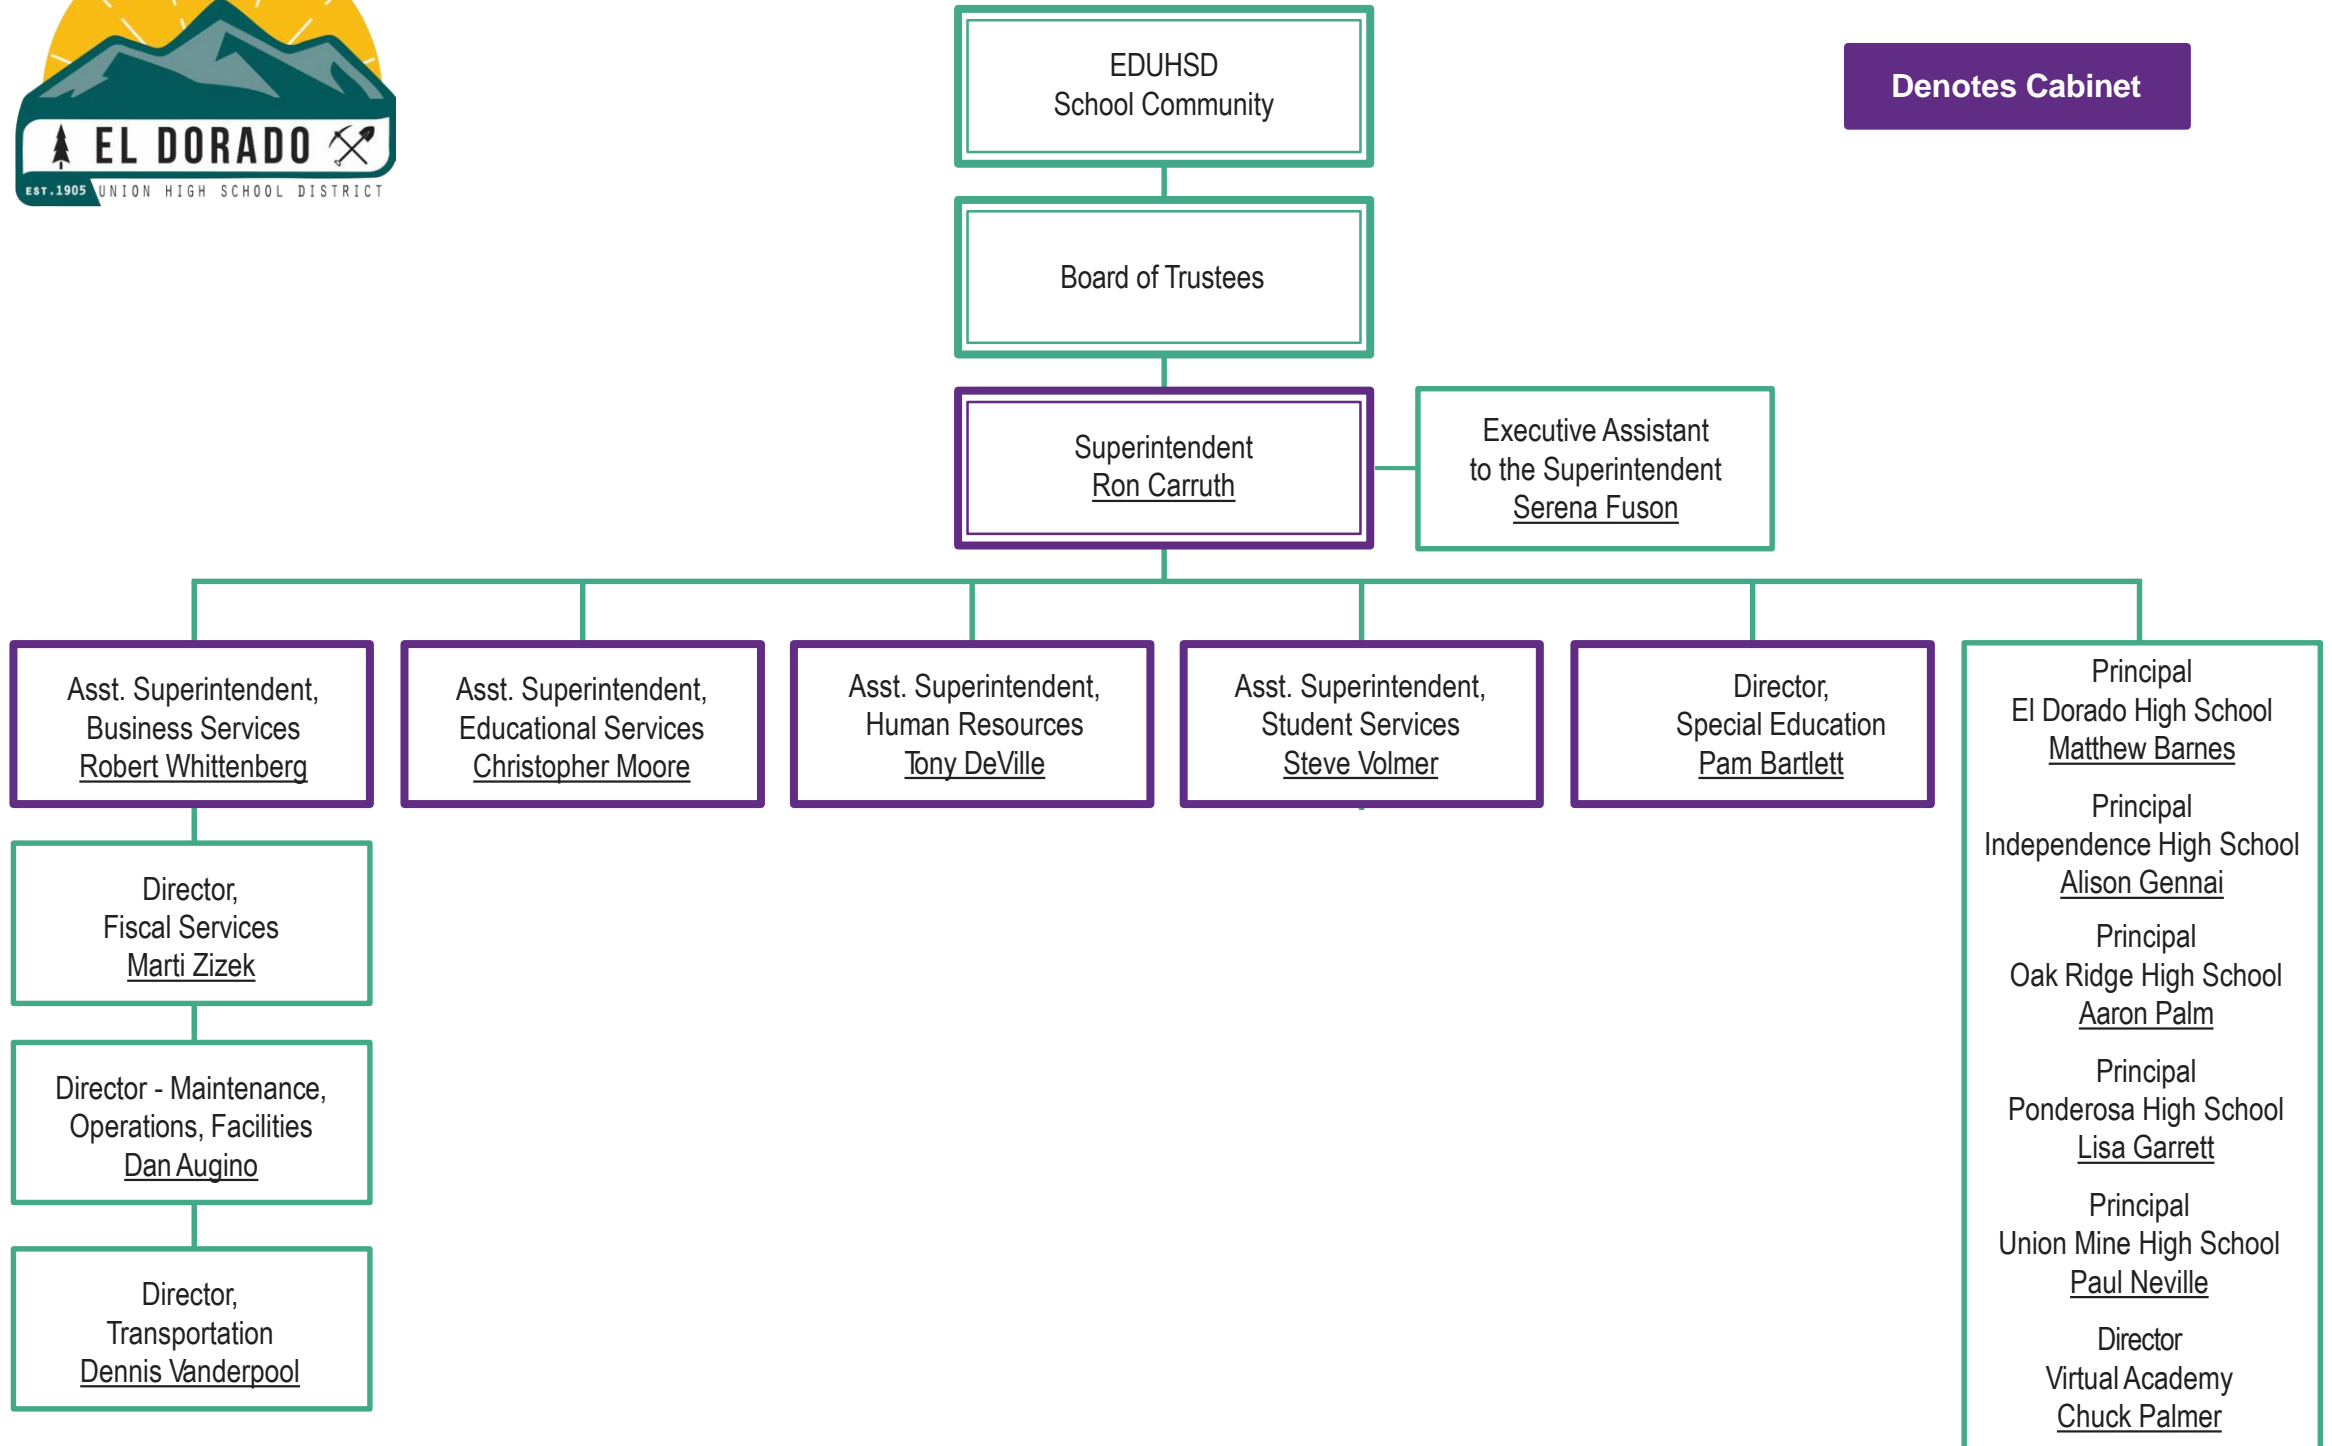 EL DORADO
EST.1905 UNION HIGH SCHOOL DISTRICT
EDUHSD
School Community
Denotes Cabinet
Board of Trustees
Superintendent
Ron Carruth
Executive Assistant
to the Superintendent
Serena Fuson
Asst. Superintendent,
Business Services
Robert Whittenberg
Asst. Superintendent,
Educational Services
Christopher Moore
Asst. Superintendent,
Human Resources
Tony DeVille
Asst. Superintendent,
Student Services
Steve Volmer
Director,
Special Education
Pam Bartlett
Principal
El Dorado High School
Matthew Barnes
Principal
Independence High School
Alison Gennai
Principal
Oak Ridge High School
Aaron Palm
Principal
Ponderosa High School
Lisa Garrett
Principal
Union Mine High School
Paul Neville
Director
Virtual Academy
Chuck Palmer
Director,
Fiscal Services
Marti Zizek
Director - Maintenance,
Operations, Facilities
Dan Augino
Director,
Transportation
Dennis Vanderpool